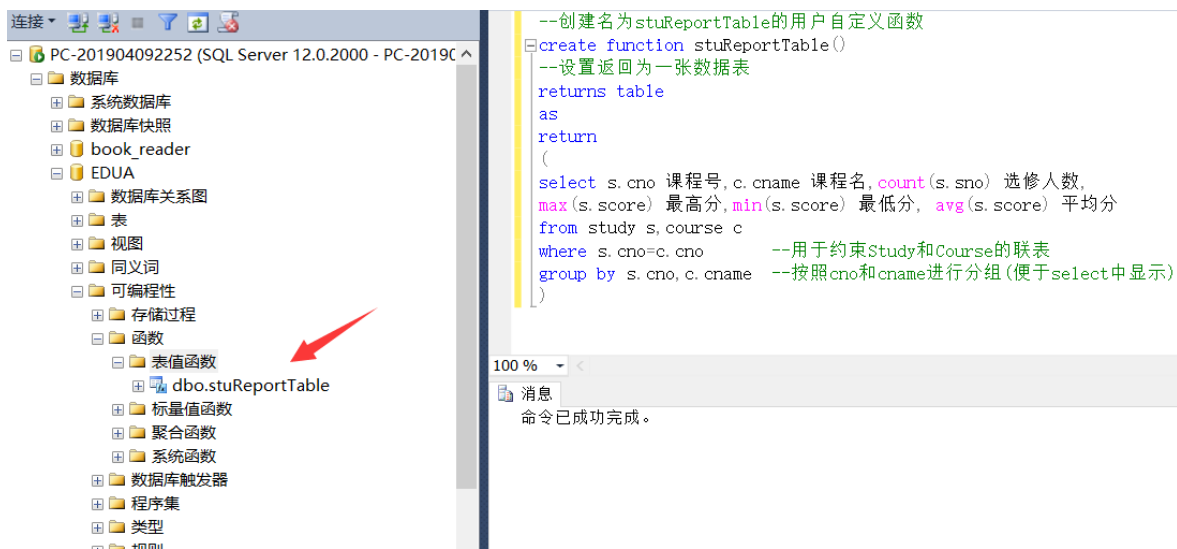 连接
PC-201904092252 (SQL Server 12.0.2000 - PC-20190
数据库
系统数据库
数据库快照
book_reader
EDUA
数据库关系图
表
视图
同义词
可编程性
存储过程
函数
表值函数
dbo.stuReportTable
标量值函数
聚合函数
系统函数
数据库触发器
程序集
类型
--创建名为stuReportTable的用户自定义函数
create function stuReportTable()
--设置返回为一张数据表
returns table
as
return
(
select s.cno 课程号,c.cname 课程名,count(s.sno) 选修人数,
max(s.score) 最高分,min(s.score) 最低分, avg(s.score) 平均分
from study s,course c
where s.cno=c.cno --用于约束Study和Course的联表
group by s.cno,c.cname --按照cno和cname进行分组(便于select中显示)
)
100 %
消息
命令已成功完成。